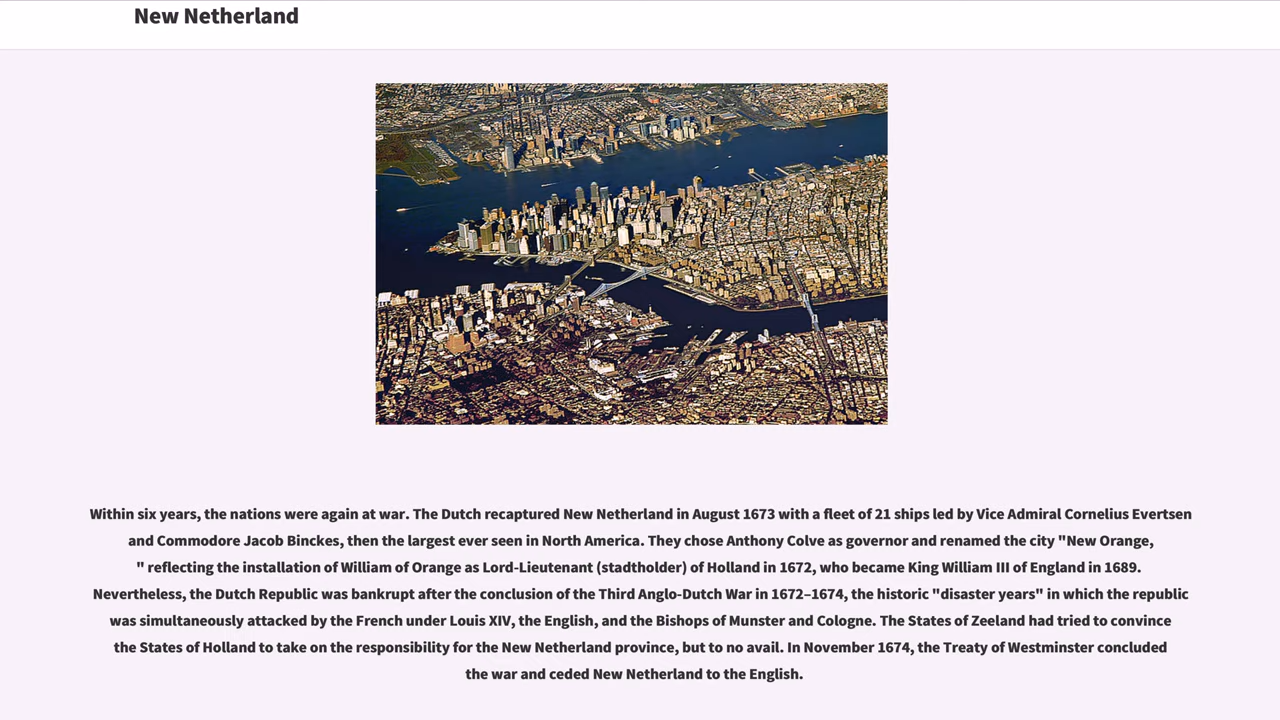 New Netherland
Within six years, the nations were again at war. The Dutch recaptured New Netherland in August 1673 with a fleet of 21 ships led by Vice Admiral Cornelius Evertsen
and Commodore Jacob Binckes, then the largest ever seen in North America. They chose Anthony Colve as governor and renamed the city "New Orange,
" reflecting the installation of William of Orange as Lord-Lieutenant (stadtholder) of Holland in 1672, who became King William III of England in 1689.
Nevertheless, the Dutch Republic was bankrupt after the conclusion of the Third Anglo-Dutch War in 1672–1674, the historic "disaster years" in which the republic
was simultaneously attacked by the French under Louis XIV, the English, and the Bishops of Munster and Cologne. The States of Zeeland had tried to convince
the States of Holland to take on the responsibility for the New Netherland province, but to no avail. In November 1674, the Treaty of Westminster concluded
the war and ceded New Netherland to the English.